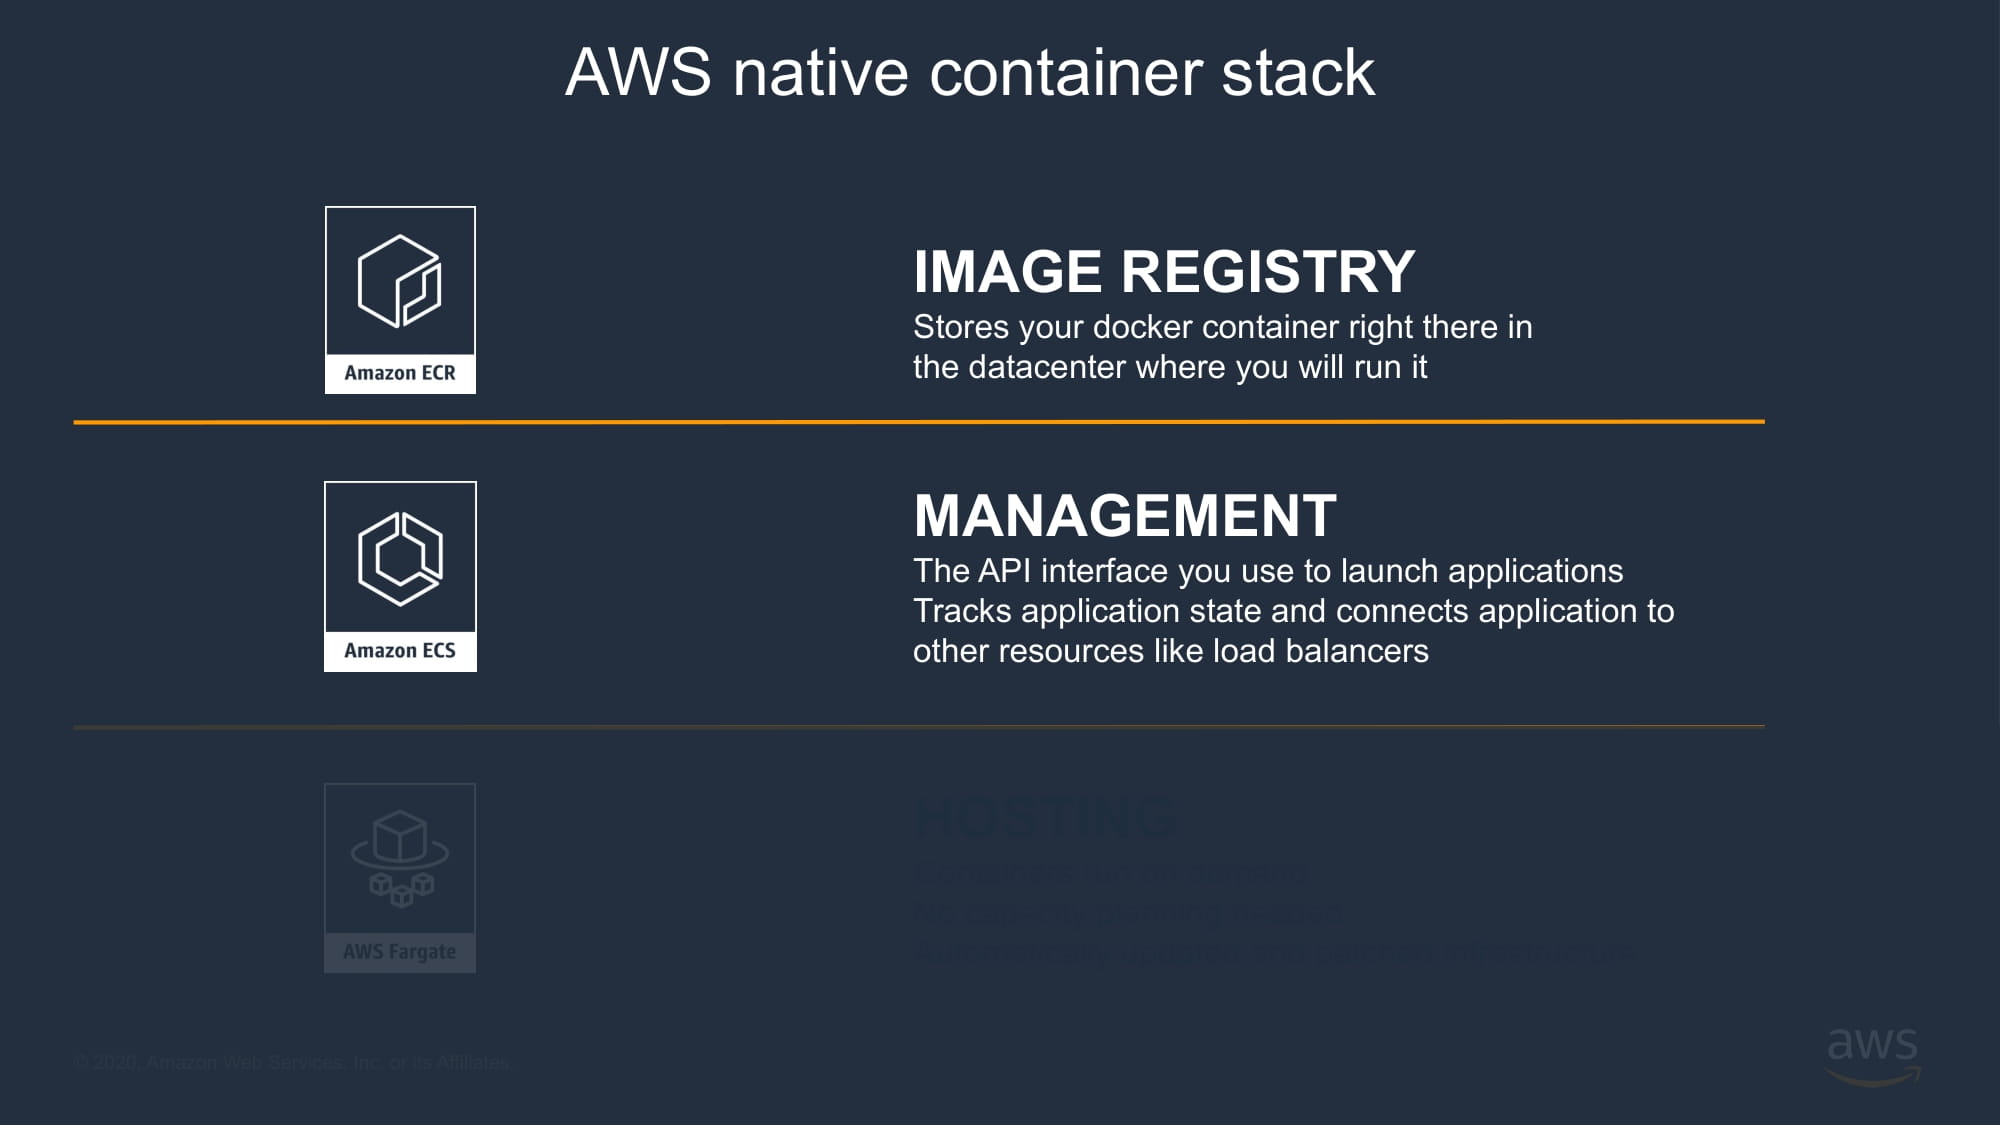 AWS native container stack
Amazon ECR
IMAGE REGISTRY
Stores your docker container right there in
the datacenter where you will run it
Amazon ECS
MANAGEMENT
The API interface you use to launch applications
Tracks application state and connects application to
other resources like load balancers
AWS Fargate
HOSTING
Containers run on demand
No capacity planning needed
Automatically updated and patched infrastructure
© 2020, Amazon Web Services, Inc. or its Affiliates.
aws